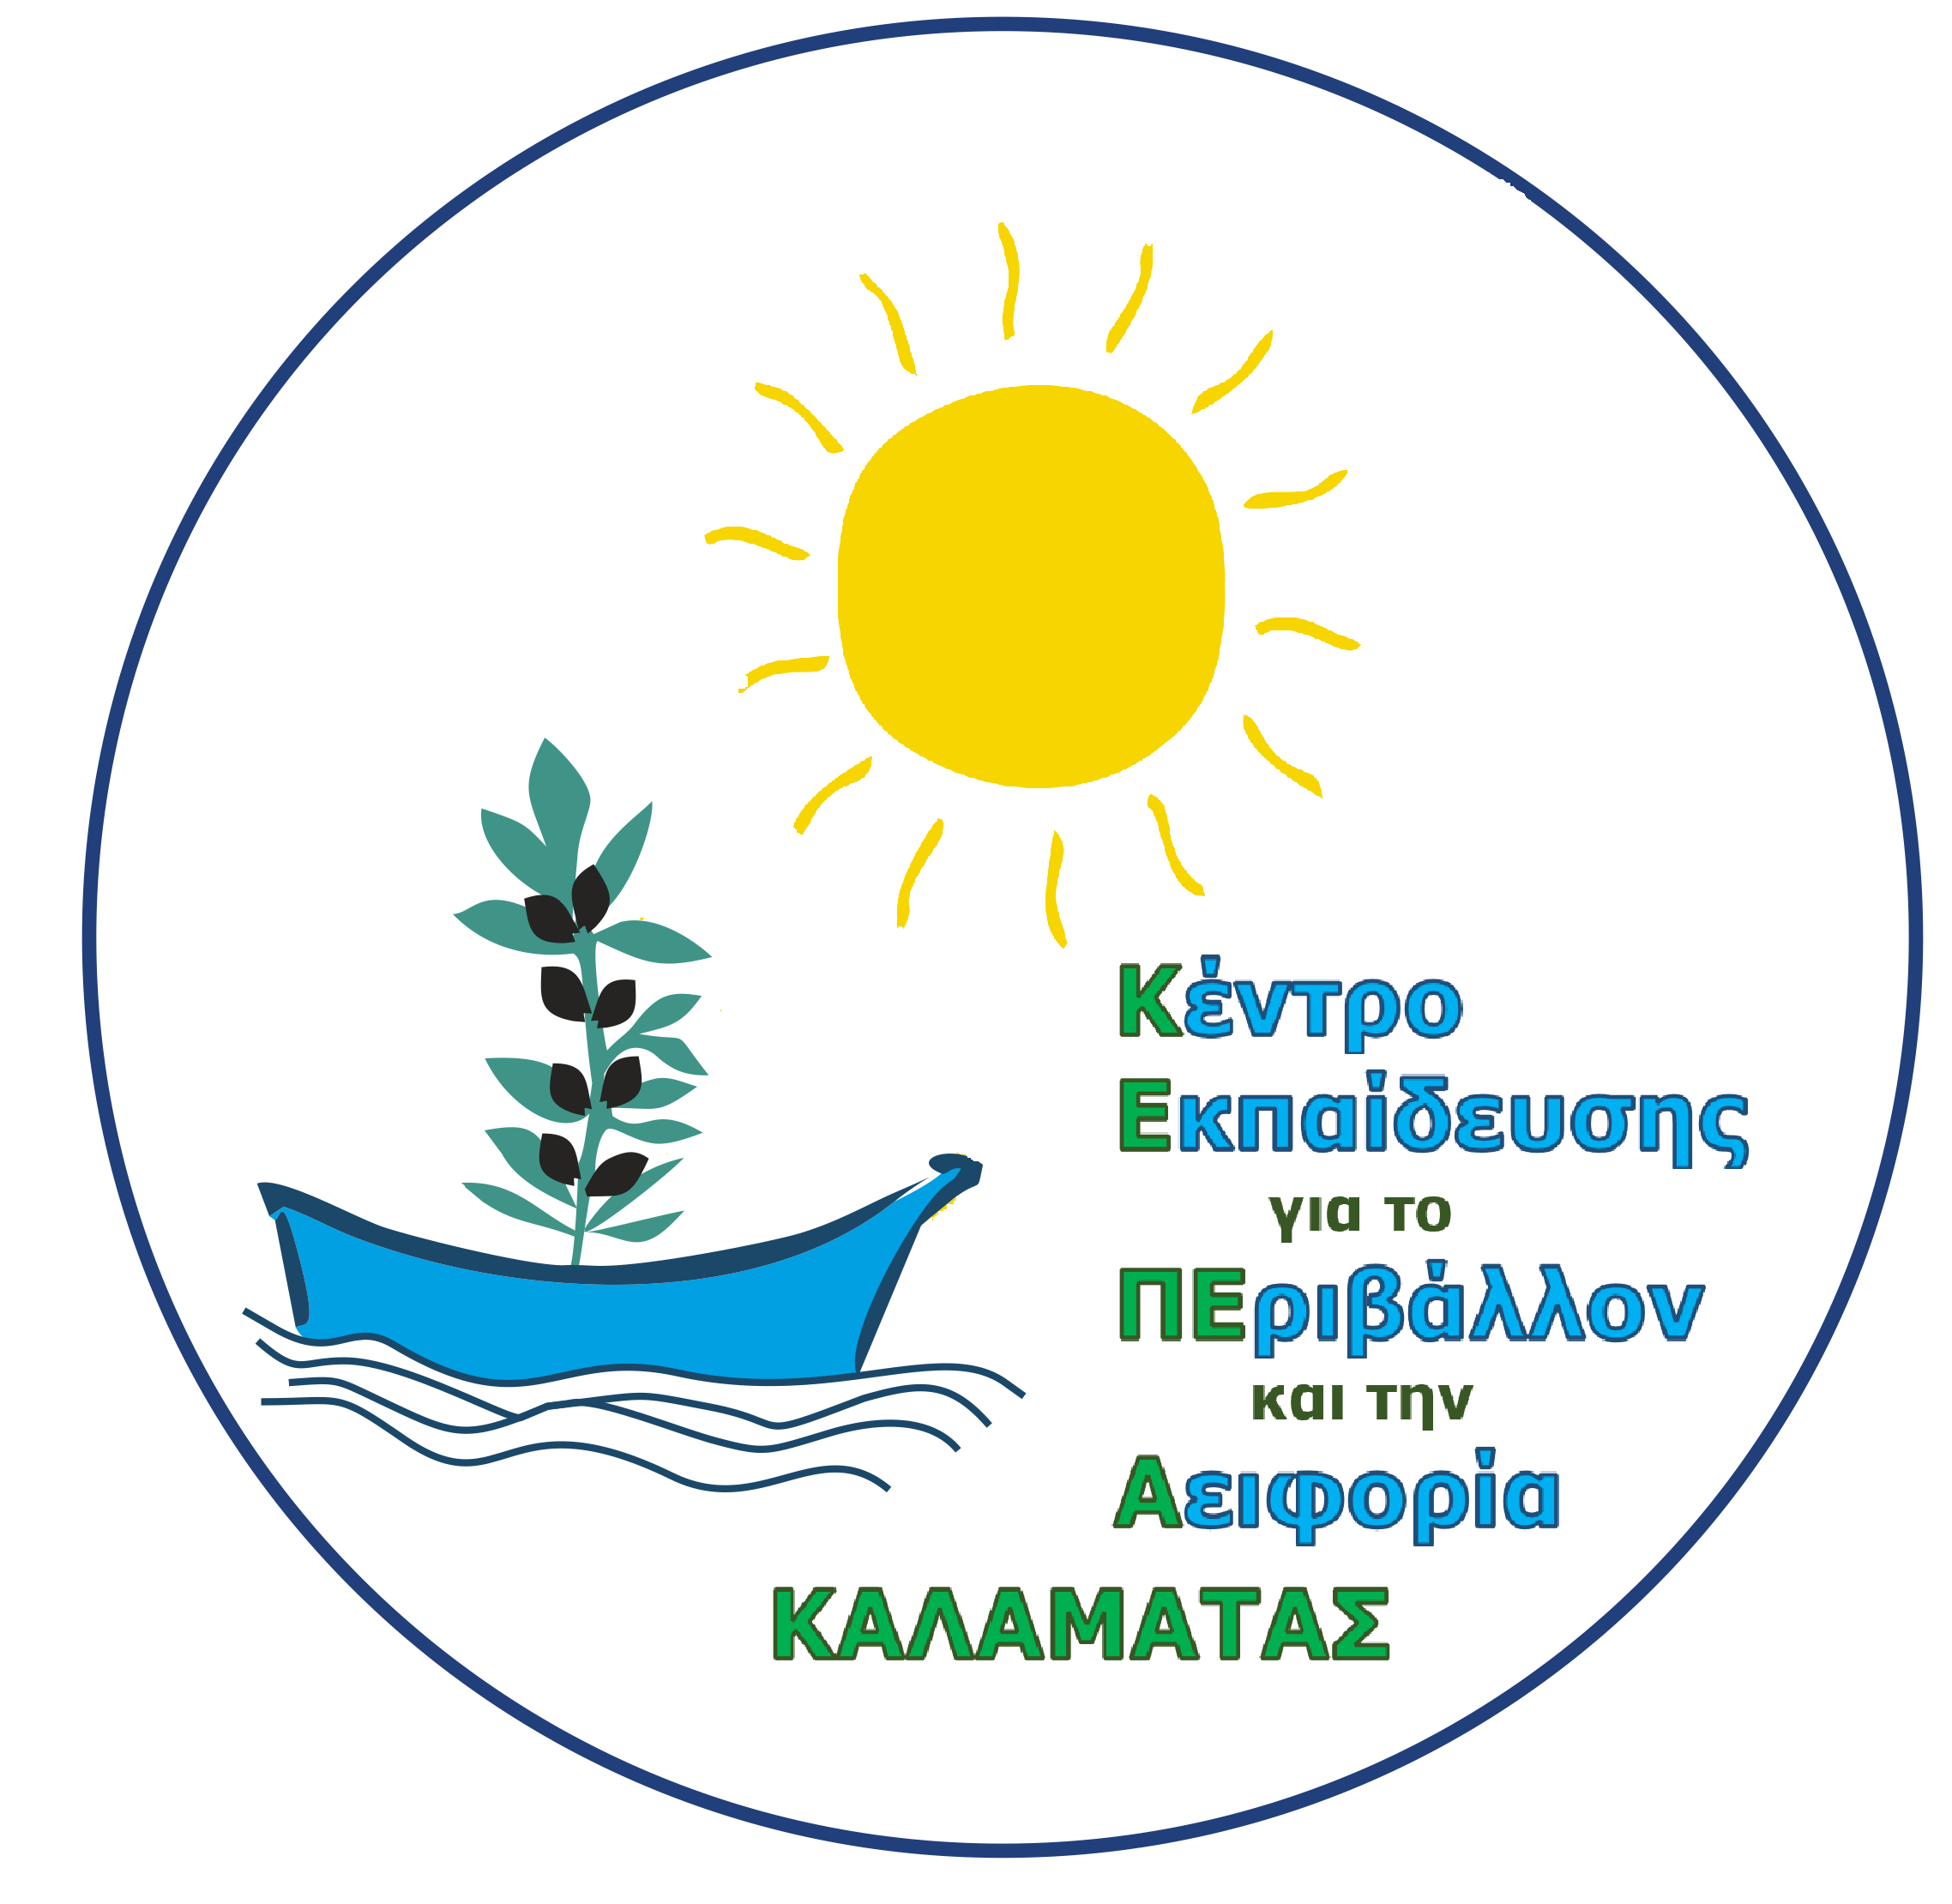 Κέντρο
Εκπαίδευσης
για το
ΠΕριβάλλον
και την
Αειφορία
ΚΑΛΑΜΑΤΑΣ